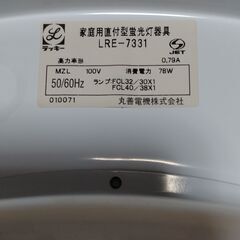 家庭用直付型蛍光灯器具
LRE-7331
ラッキー
JET
高力率形 0.79A
MZL 100V 消費電力 78W
50/60Hz ランプ:FCL32/30X1
FCL40/38X1
010071 丸善電機株式会社